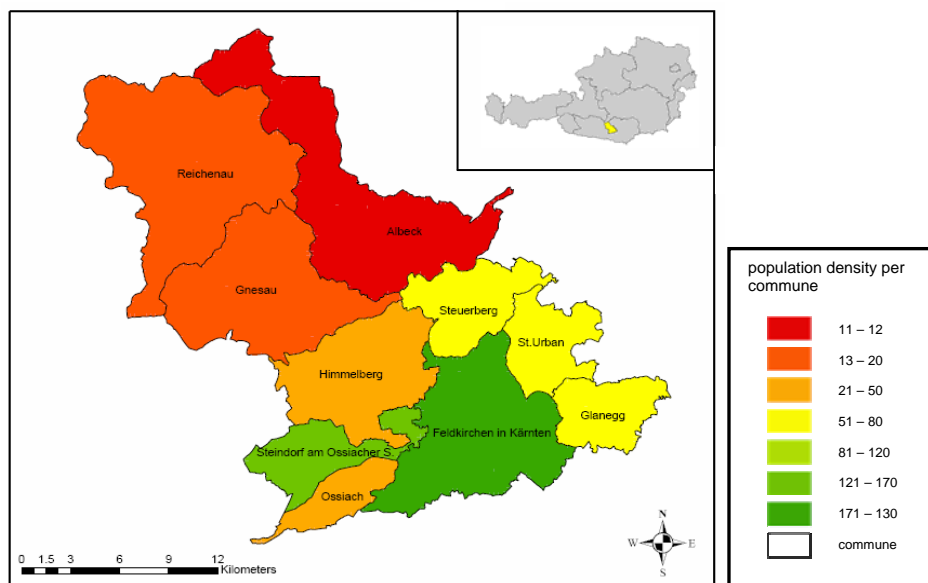 Reichenau
Albeck
Gnesau
Steuerberg
St.Urban
Himmelberg
Glanegg
Feldkirchen in Kärnten
Steindorf am Ossiacher S.
Ossiach
0 1.5 3 6 9 12
Kilometers
N
W E
S
population density per
commune
11 – 12
13 – 20
21 – 50
51 – 80
81 – 120
121 – 170
171 – 130
commune